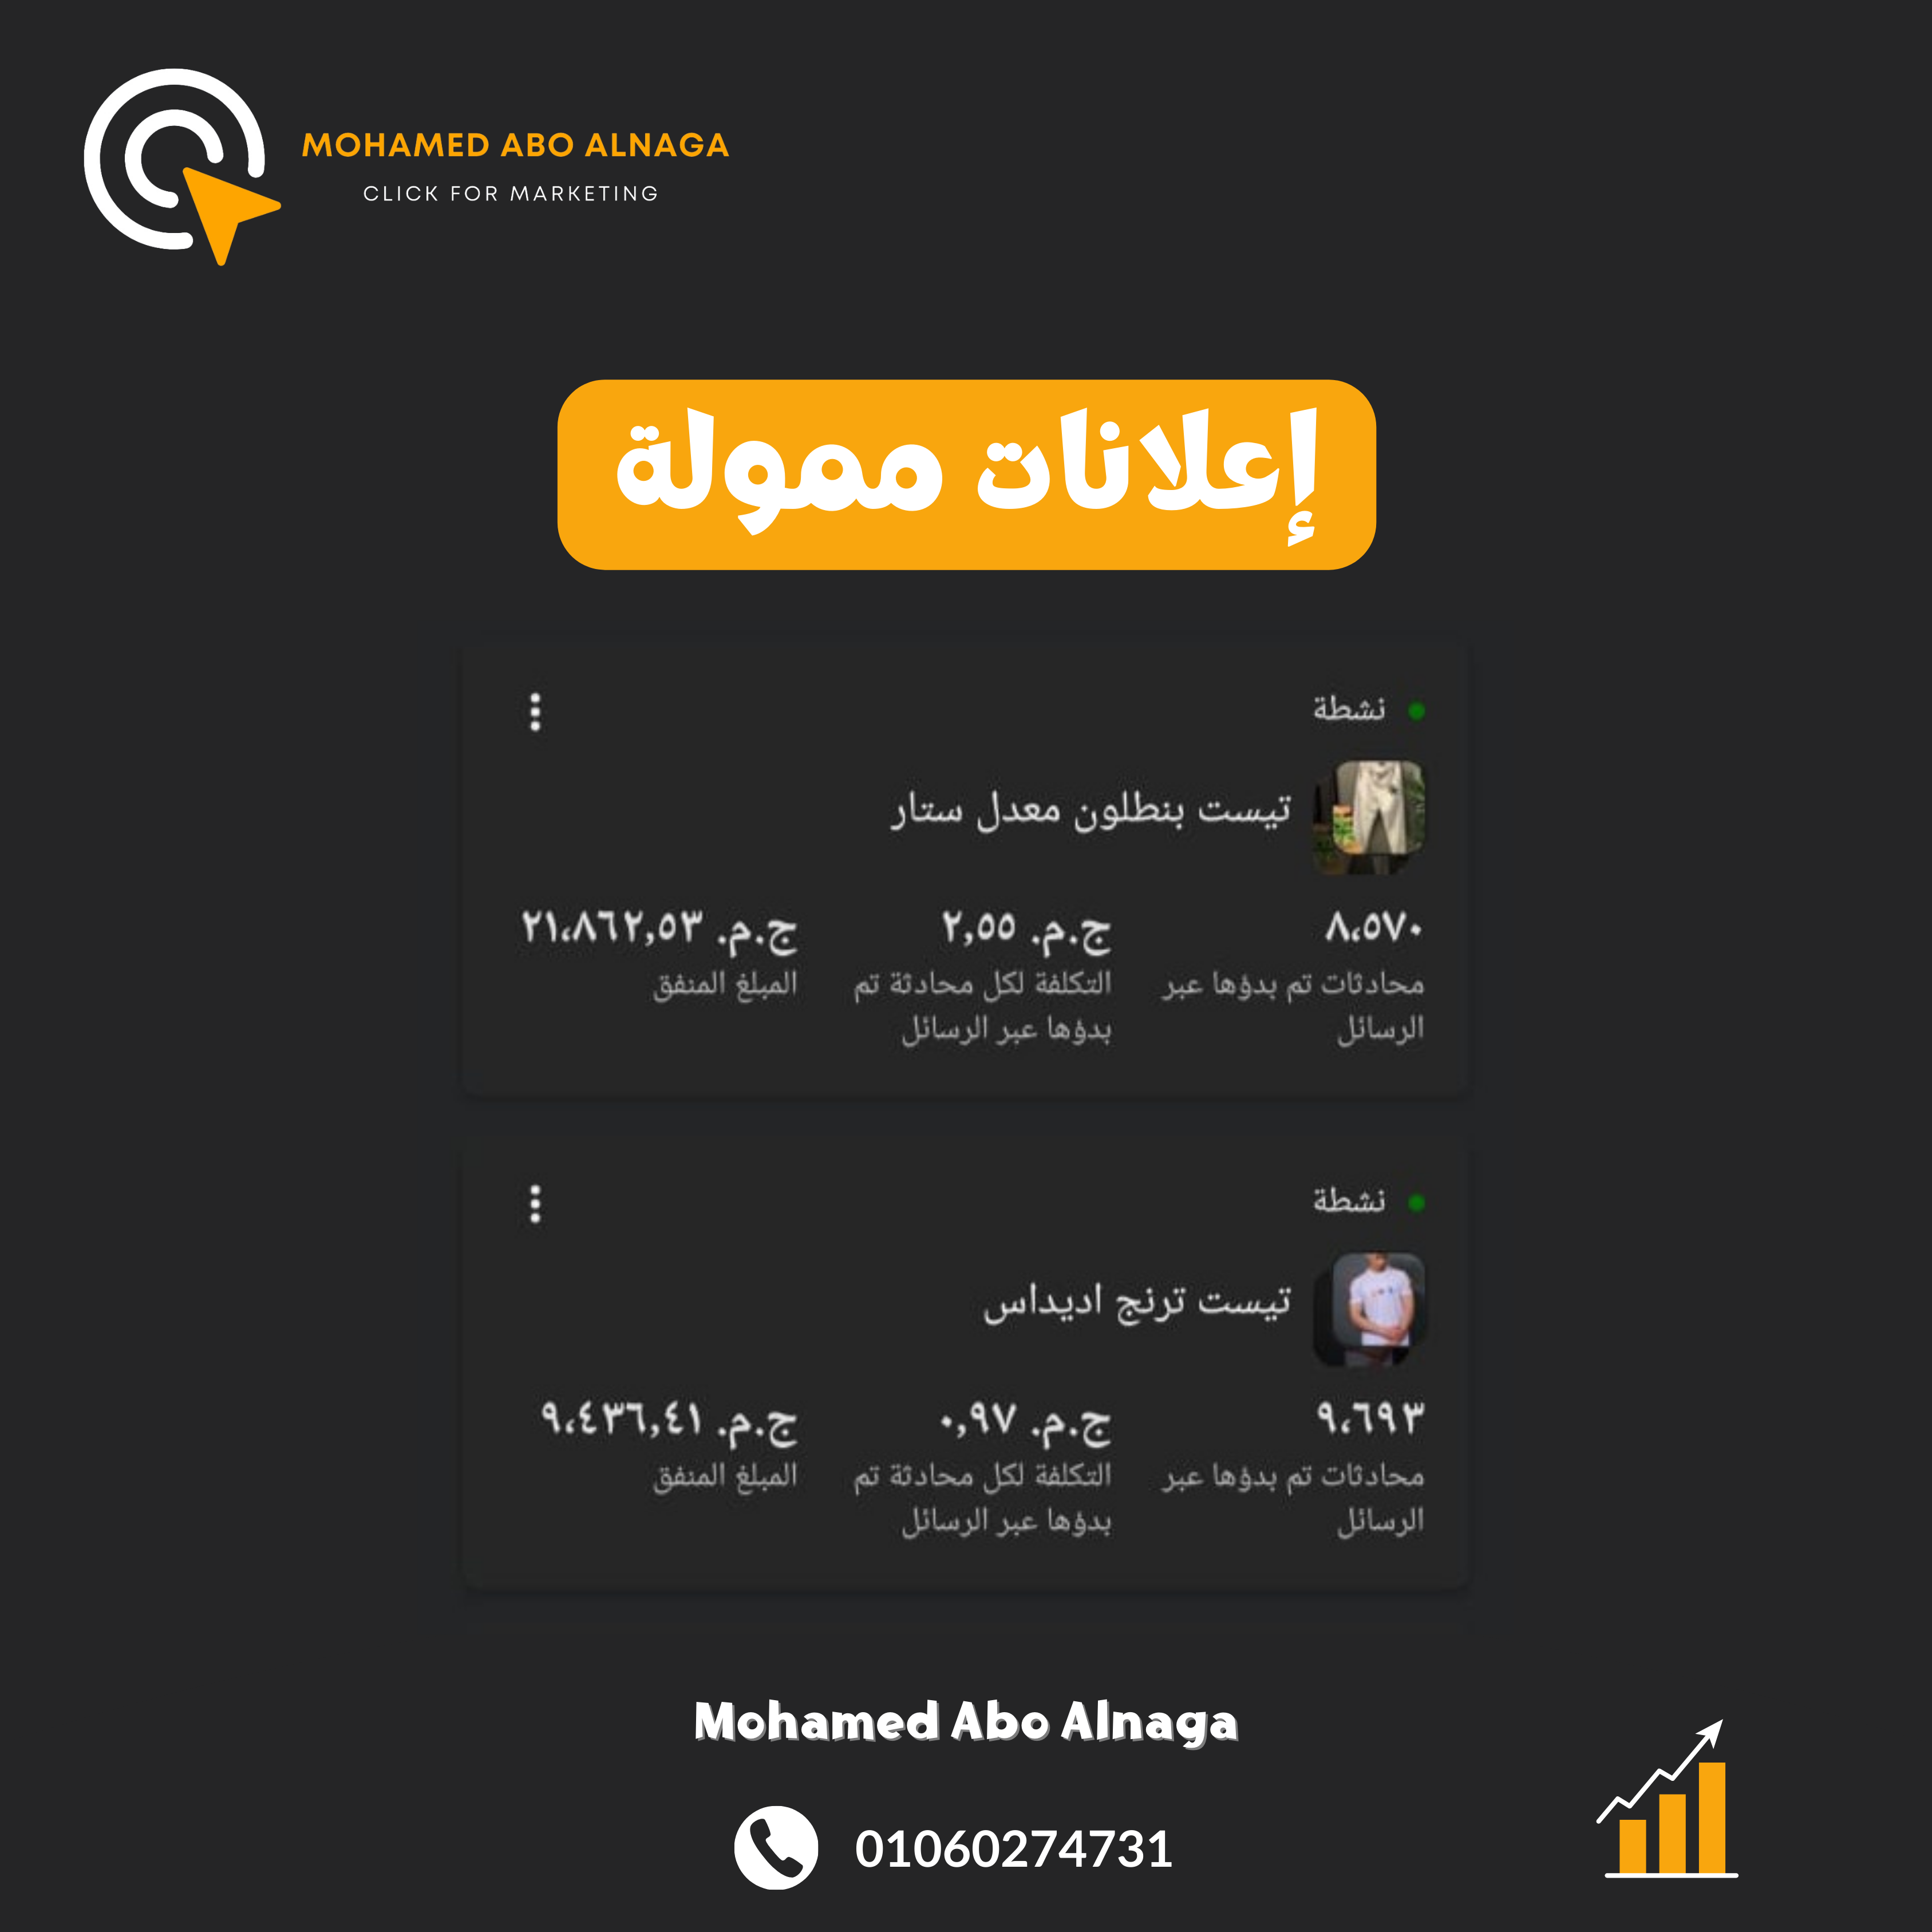 MOHAMED ABO ALNAGA
CLICK FOR MARKETING
إعلانات ممولة
نشطة
تيست بنطلون معدل ستار
٨،٥٧٠
محادثات تم بدؤها عبر
الرسائل
ج.م. ٢,٥٥
التكلفة لكل محادثة تم
بدؤها عبر الرسائل
ج.م. ٢١،٨٦٢,٥٣
المبلغ المنفق
نشطة
تيست ترنج اديداس
٩،٦٩٣
محادثات تم بدؤها عبر
الرسائل
ج.م. ٠,٩٧
التكلفة لكل محادثة تم
بدؤها عبر الرسائل
ج.م. ٩،٤٣٦,٤١
المبلغ المنفق
Mohamed Abo Alnaga
01060274731